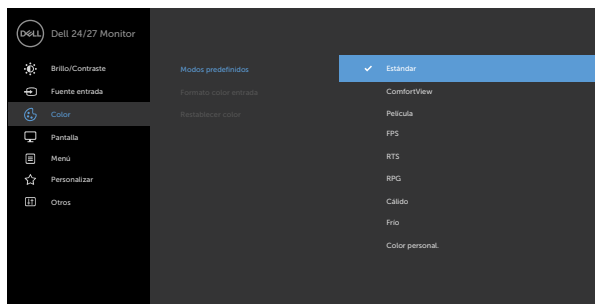 DELL Dell 24/27 Monitor
Brillo/Contraste Modos predefinidos Estándar
Fuente entrada Formato color entrada ComfortView
Color Restablecer color Película
Pantalla FPS
Menú RTS
Personalizar RPG
Otros Cálido
Frío
Color personal.